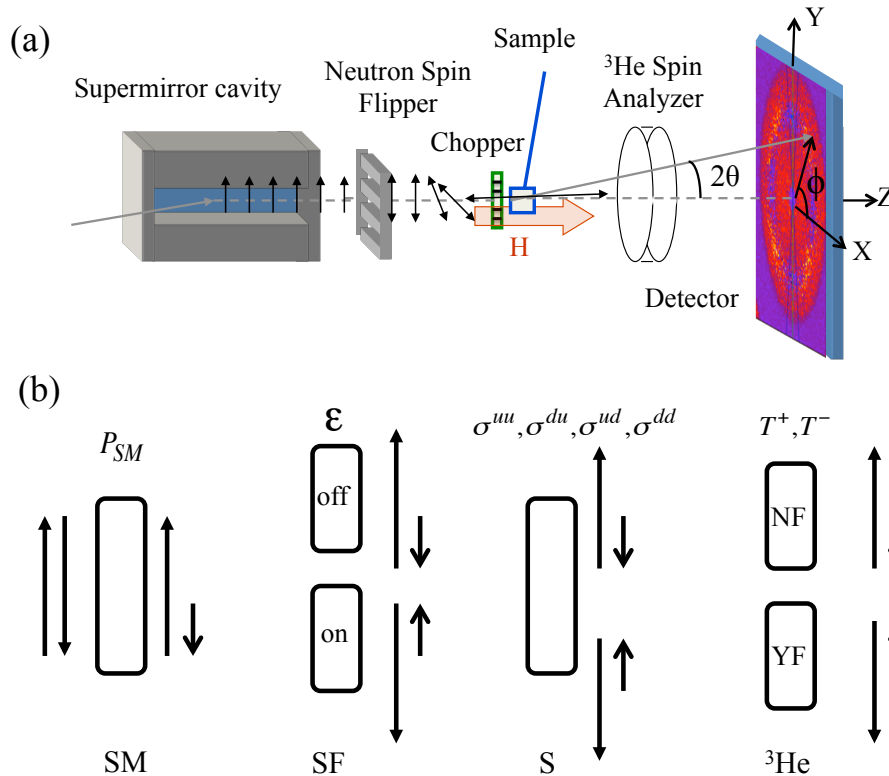 (a)
Supermirror cavity
Neutron Spin
Flipper
Chopper
Sample
³He Spin
Analyzer
Detector
H
2θ
ϕ
Y
Z
X
(b)
P_SM
ε
σ^uu, σ^du, σ^ud, σ^dd
T⁺, T⁻
off
on
NF
YF
SM
SF
S
³He